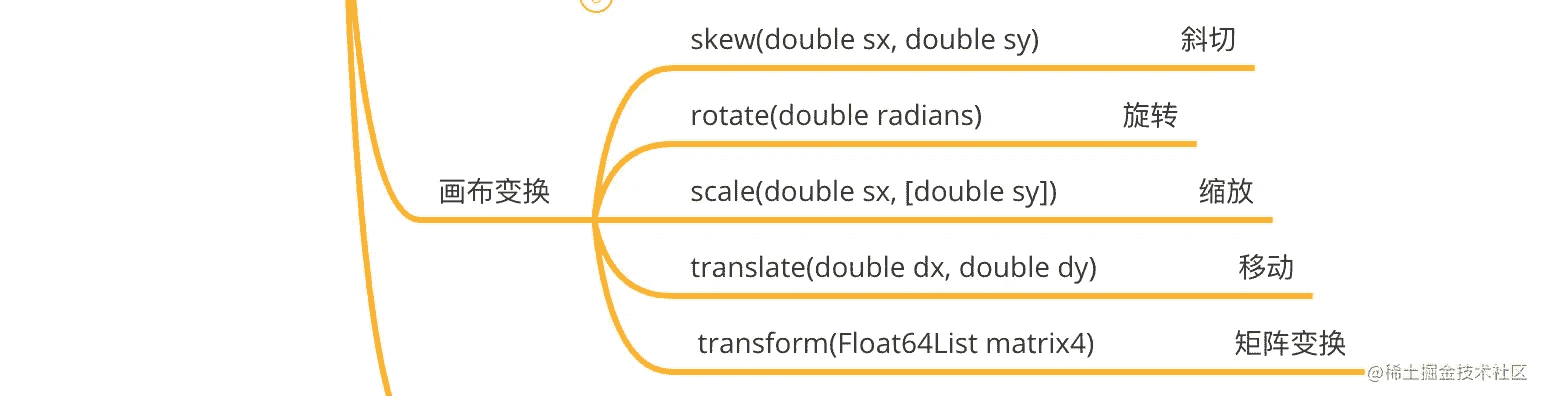 skew(double sx, double sy) 斜切
rotate(double radians) 旋转
画布变换
scale(double sx, [double sy]) 缩放
translate(double dx, double dy) 移动
transform(Float64List matrix4) 矩阵变换
@稀土掘金技术社区